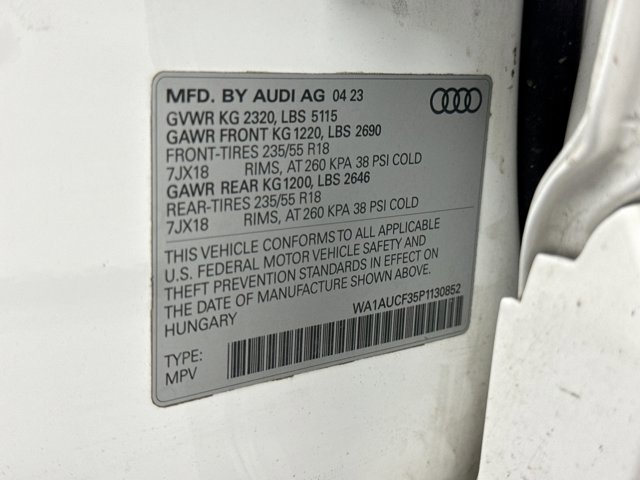 MFD. BY AUDI AG 04 23
GVWR KG 2320, LBS 5115
GAWR FRONT KG 1220, LBS 2690
FRONT-TIRES 235/55 R18
7JX18 RIMS, AT 260 KPA 38 PSI COLD
GAWR REAR KG 1200, LBS 2646
REAR-TIRES 235/55 R18
7JX18 RIMS, AT 260 KPA 38 PSI COLD
THIS VEHICLE CONFORMS TO ALL APPLICABLE
U.S. FEDERAL MOTOR VEHICLE SAFETY AND
THEFT PREVENTION STANDARDS IN EFFECT ON
THE DATE OF MANUFACTURE SHOWN ABOVE.
HUNGARY WA1AUCF35P1130852
TYPE:
MPV